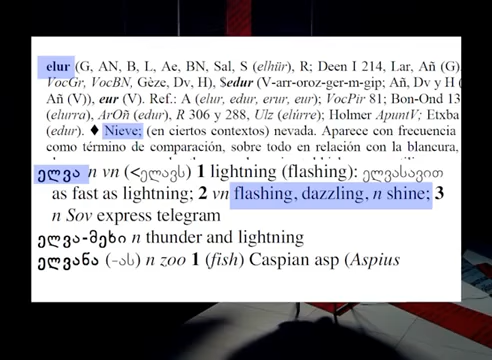 elur (G, AN, B, L, Ae, BN, Sal, S (elhür), R; Deen I 214, Lar, Añ (G)
VocGr, VocBN, Gèze, Dv, H), $edur (V-arr-oroz-ger-m-gip; Añ, Dv y H (
Añ (V)), eur (V). Ref.: A (elur, edur, erur, eur); VocPir 81; Bon-Ond 13
(elurra), ArOñ (edur), R 306 y 288, Ulz (elúrre); Holmer ApuntV; Etxba
(edur). ♦ Nieve; (en ciertos contextos) nevada. Aparece con frecuencia
como término de comparación, sobre todo en relación con la blancura,
ელვა n vn (<ელავს) 1 lightning (flashing): ელვასავით
as fast as lightning; 2 vn flashing, dazzling, n shine; 3
n Sov express telegram
ელვა-მეხი n thunder and lightning
ელვანა (-ას) n zoo 1 (fish) Caspian asp (Aspius